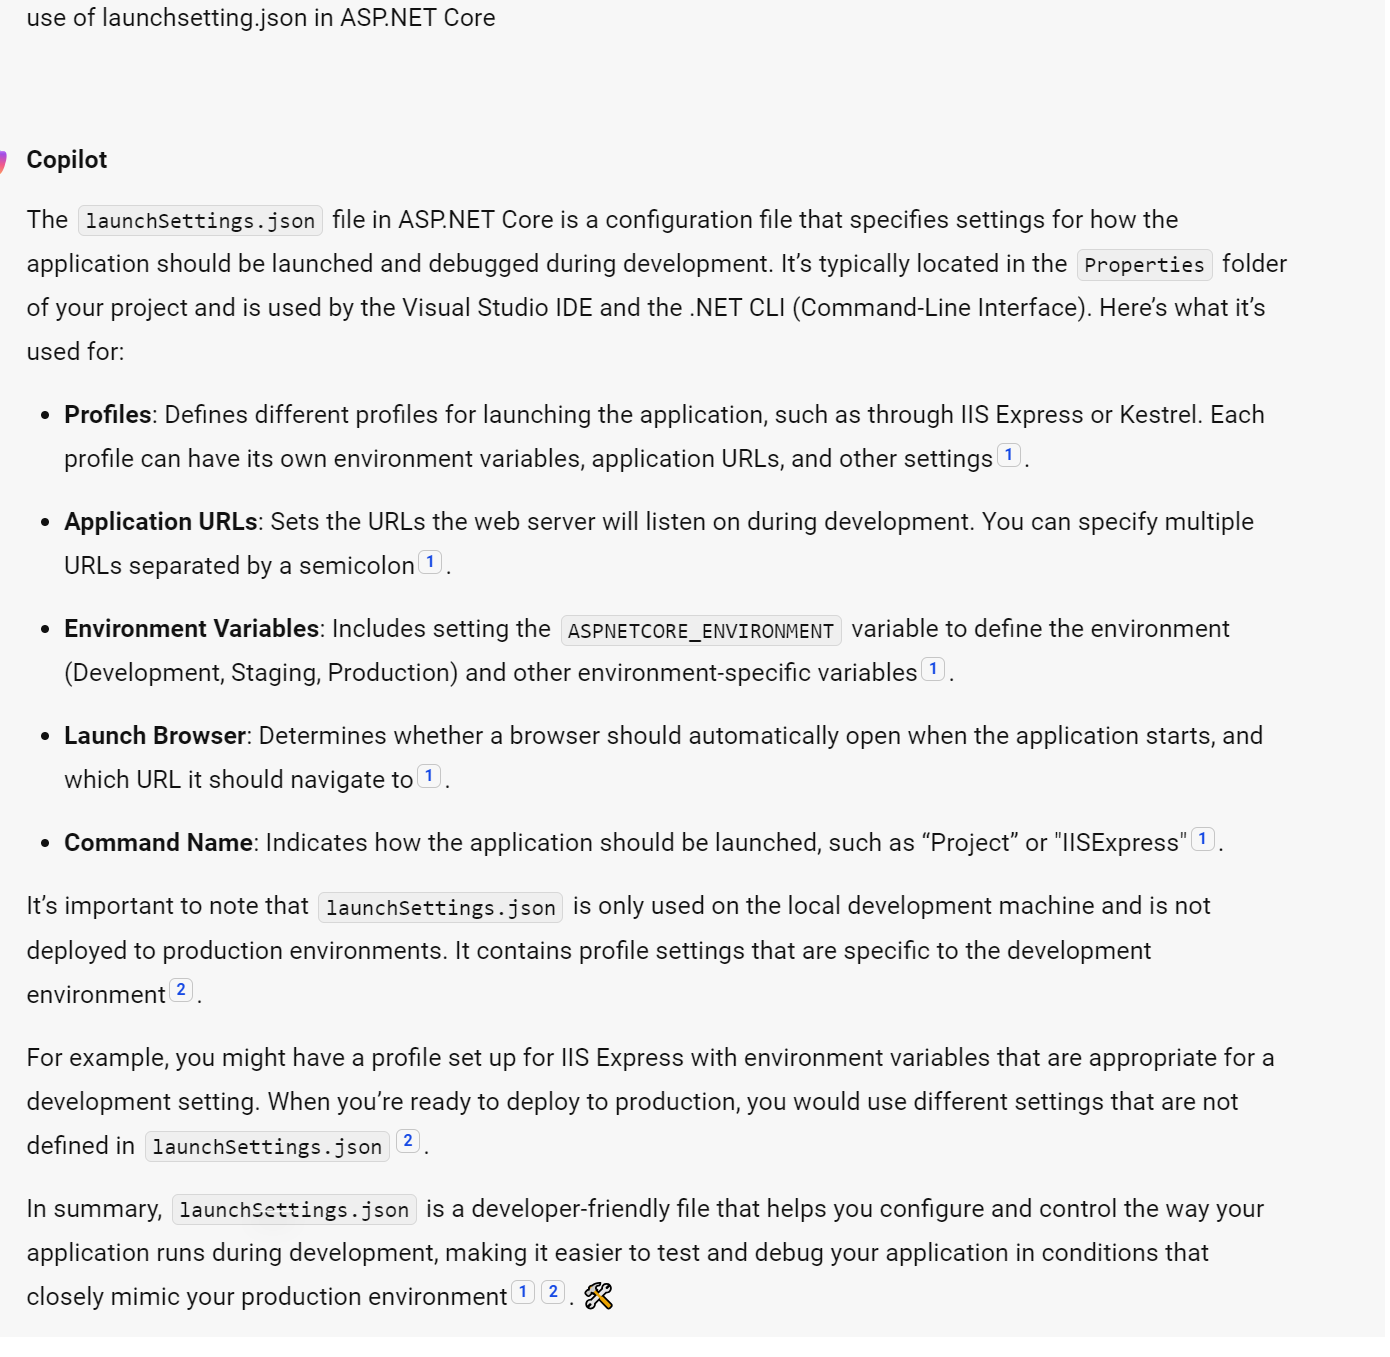 use of launchsetting.json in ASP.NET Core
Copilot
The launchSettings.json file in ASP.NET Core is a configuration file that specifies settings for how the
application should be launched and debugged during development. It’s typically located in the Properties folder
of your project and is used by the Visual Studio IDE and the .NET CLI (Command-Line Interface). Here’s what it’s
used for:
• Profiles: Defines different profiles for launching the application, such as through IIS Express or Kestrel. Each
profile can have its own environment variables, application URLs, and other settings 1 .
• Application URLs: Sets the URLs the web server will listen on during development. You can specify multiple
URLs separated by a semicolon 1 .
• Environment Variables: Includes setting the ASPNETCORE_ENVIRONMENT variable to define the environment
(Development, Staging, Production) and other environment-specific variables 1 .
• Launch Browser: Determines whether a browser should automatically open when the application starts, and
which URL it should navigate to 1 .
• Command Name: Indicates how the application should be launched, such as “Project” or "IISExpress" 1 .
It’s important to note that launchSettings.json is only used on the local development machine and is not
deployed to production environments. It contains profile settings that are specific to the development
environment 2 .
For example, you might have a profile set up for IIS Express with environment variables that are appropriate for a
development setting. When you’re ready to deploy to production, you would use different settings that are not
defined in launchSettings.json 2 .
In summary, launchSettings.json is a developer-friendly file that helps you configure and control the way your
application runs during development, making it easier to test and debug your application in conditions that
closely mimic your production environment 1 2 . 🛠